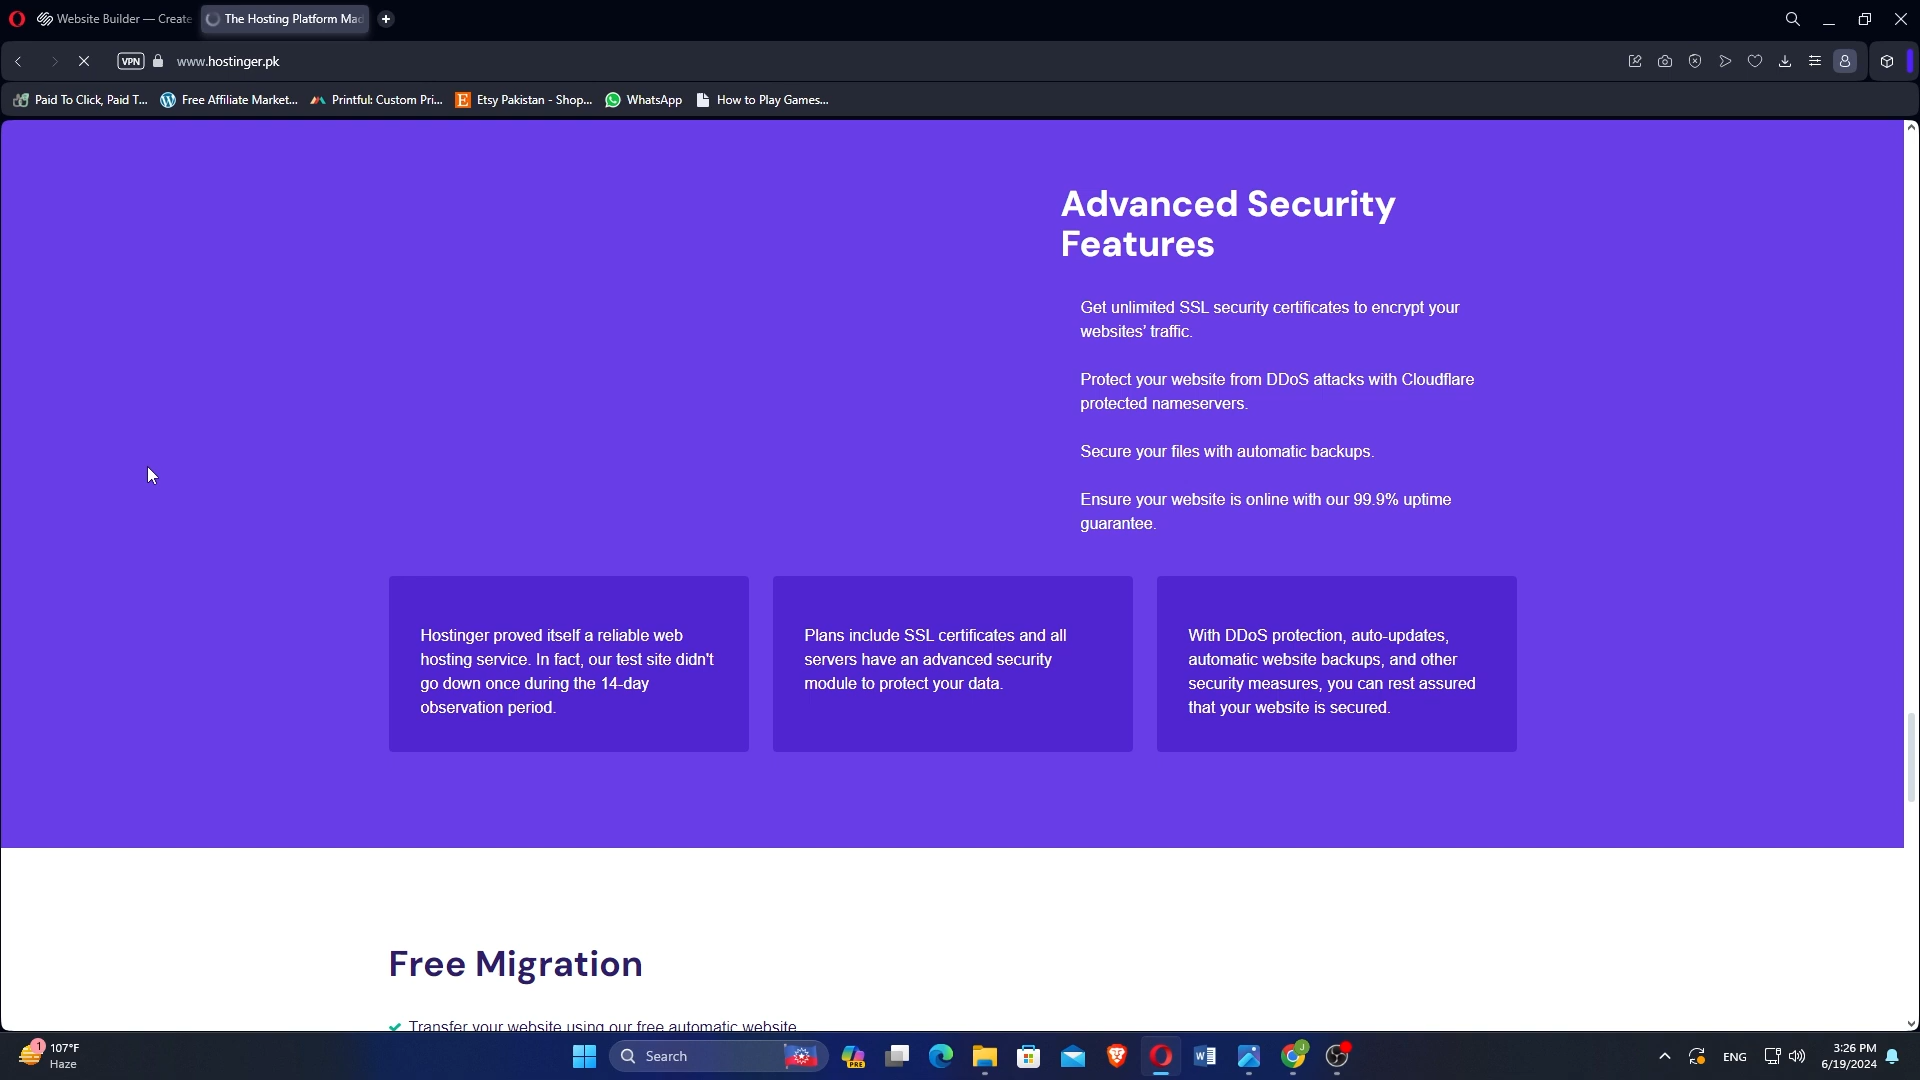 Website Builder — Create
The Hosting Platform Mad
VPN
www.hostinger.pk
Paid To Click, Paid T...
Free Affiliate Market...
Printful: Custom Pri...
Etsy Pakistan - Shop...
WhatsApp
How to Play Games...
Advanced Security
Features
Get unlimited SSL security certificates to encrypt your
websites’ traffic.
Protect your website from DDoS attacks with Cloudflare
protected nameservers.
Secure your files with automatic backups.
Ensure your website is online with our 99.9% uptime
guarantee.
Hostinger proved itself a reliable web
hosting service. In fact, our test site didn't
go down once during the 14-day
observation period.
Plans include SSL certificates and all
servers have an advanced security
module to protect your data.
With DDoS protection, auto-updates,
automatic website backups, and other
security measures, you can rest assured
that your website is secured.
Free Migration
Transfer your website using our free automatic website
1
107°F
Haze
Search
PRE
J
ENG
3:26 PM
6/19/2024